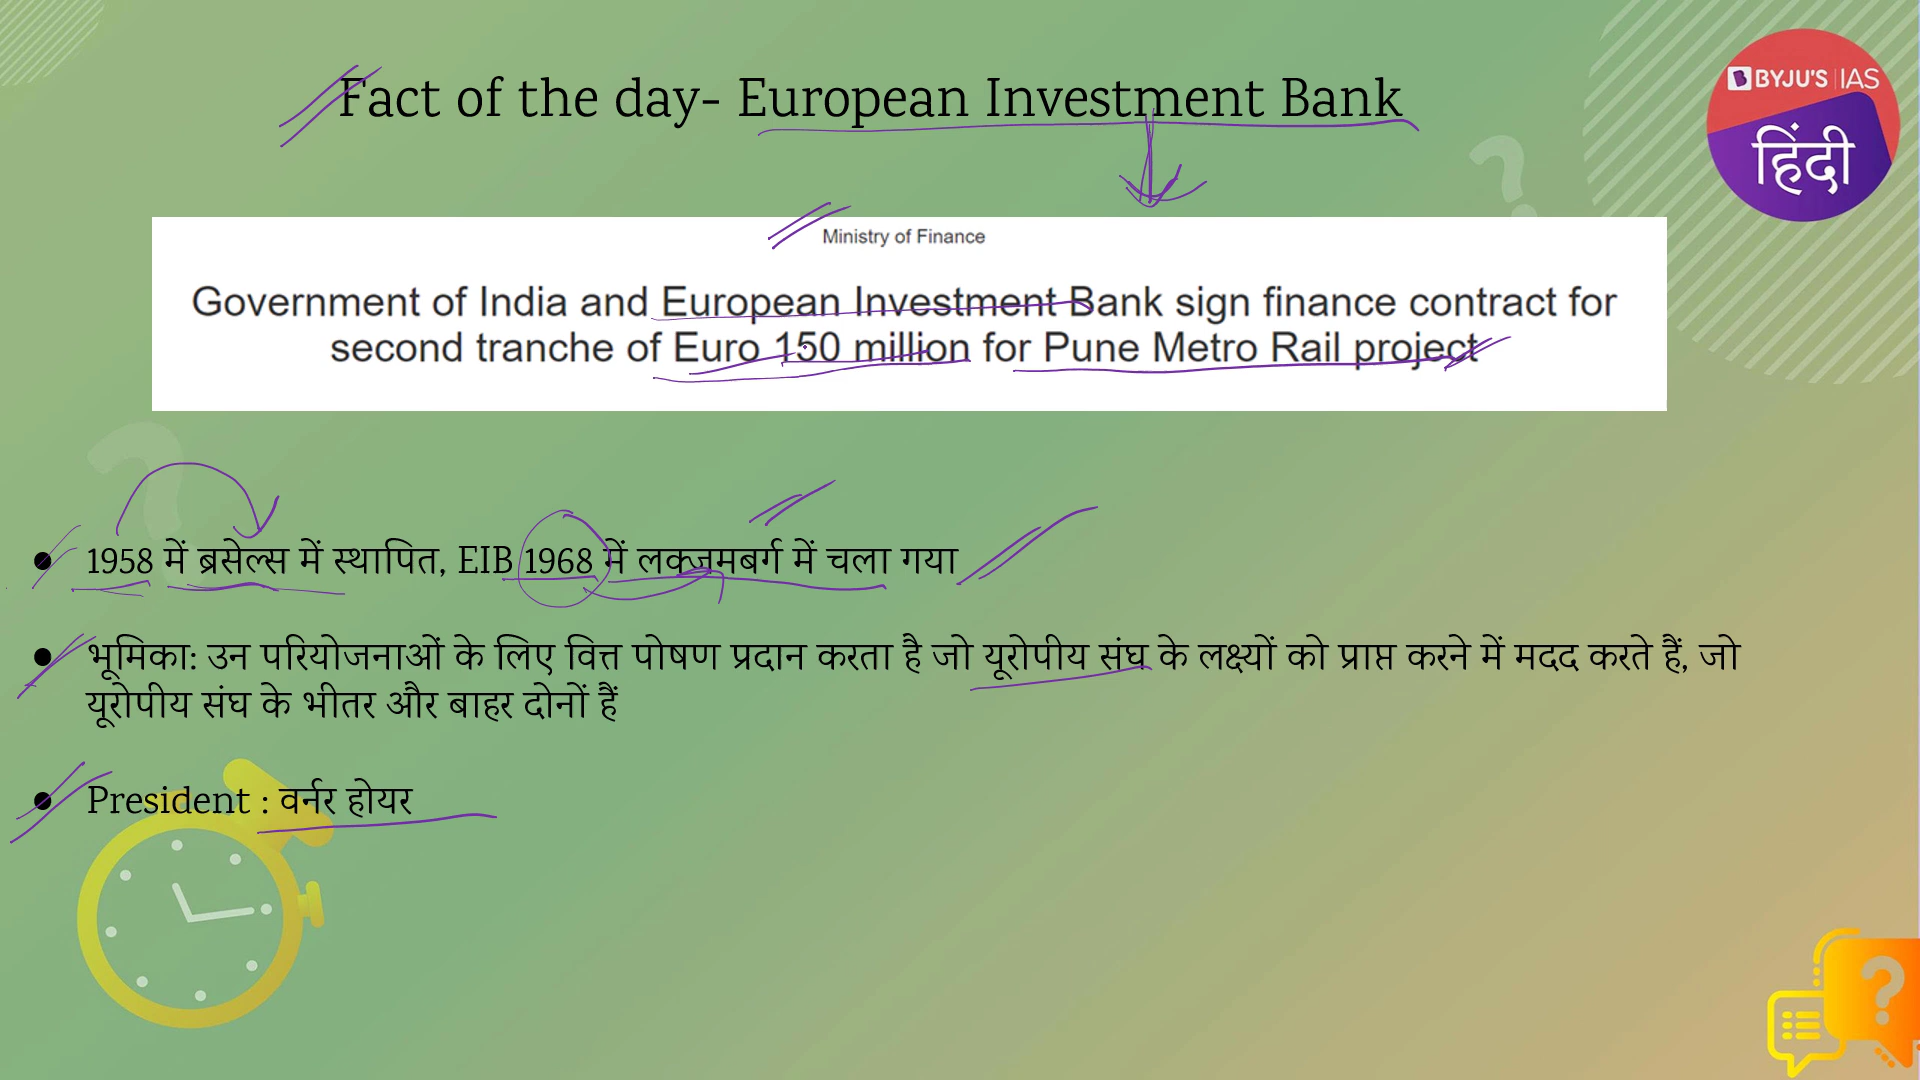 Fact of the day- European Investment Bank
BYJU'S IAS
हिंदी
Ministry of Finance
Government of India and European Investment Bank sign finance contract for
second tranche of Euro 150 million for Pune Metro Rail project
● 1958 में ब्रसेल्स में स्थापित, EIB 1968 में लक्जमबर्ग में चला गया
● भूमिका: उन परियोजनाओं के लिए वित्त पोषण प्रदान करता है जो यूरोपीय संघ के लक्ष्यों को प्राप्त करने में मदद करते हैं, जो
यूरोपीय संघ के भीतर और बाहर दोनों हैं
● President : वर्नर होयर